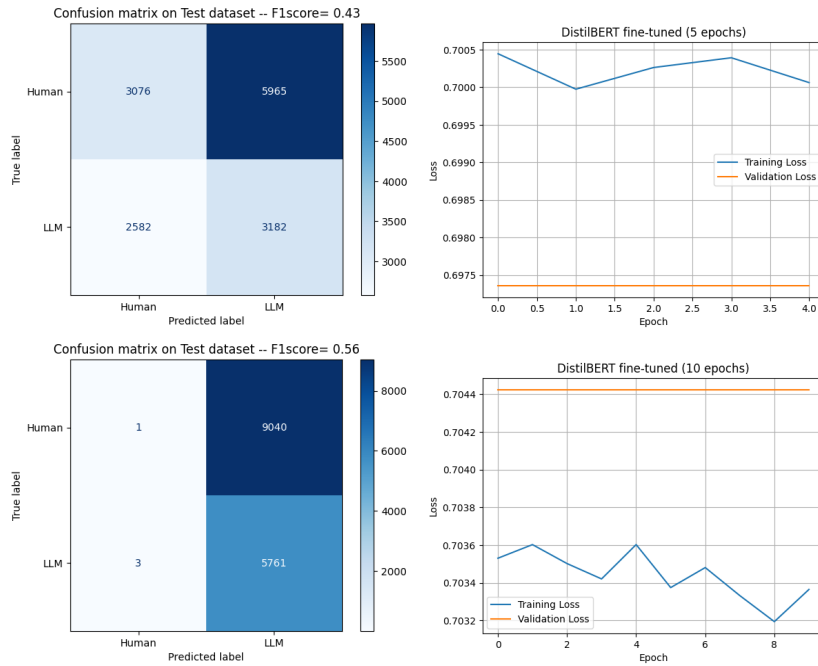 Confusion matrix on Test dataset -- F1score= 0.43
True label
Human
LLM
3076
5965
2582
3182
Human
LLM
Predicted label
5500
5000
4500
4000
3500
3000
DistilBERT fine-tuned (5 epochs)
Loss
0.7005
0.7000
0.6995
0.6990
0.6985
0.6980
0.6975
Training Loss
Validation Loss
0.0
0.5
1.0
1.5
2.0
2.5
3.0
3.5
4.0
Epoch
Confusion matrix on Test dataset -- F1score= 0.56
True label
Human
LLM
1
9040
3
5761
Human
LLM
Predicted label
8000
6000
4000
2000
DistilBERT fine-tuned (10 epochs)
Loss
0.7044
0.7042
0.7040
0.7038
0.7036
0.7034
0.7032
Training Loss
Validation Loss
0
2
4
6
8
Epoch